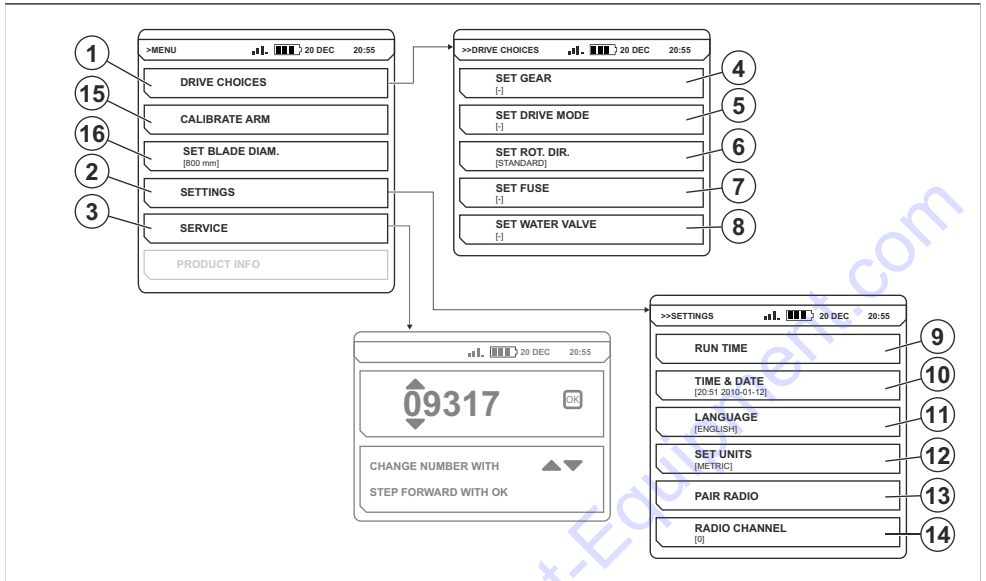 >MENU 20 DEC 20:55
1
DRIVE CHOICES
15
CALIBRATE ARM
16
SET BLADE DIAM.
[800 mm]
2
SETTINGS
3
SERVICE
PRODUCT INFO
>>DRIVE CHOICES 20 DEC 20:55
SET GEAR
[-]
4
SET DRIVE MODE
[-]
5
SET ROT. DIR.
[STANDARD]
6
SET FUSE
[-]
7
SET WATER VALVE
[-]
8
20 DEC 20:55
09317 OK
CHANGE NUMBER WITH
STEP FORWARD WITH OK
>>SETTINGS 20 DEC 20:55
RUN TIME
9
TIME & DATE
[20:51 2010-01-12]
10
LANGUAGE
[ENGLISH]
11
SET UNITS
[METRIC]
12
PAIR RADIO
13
RADIO CHANNEL
[0]
14
t-Equipment.com